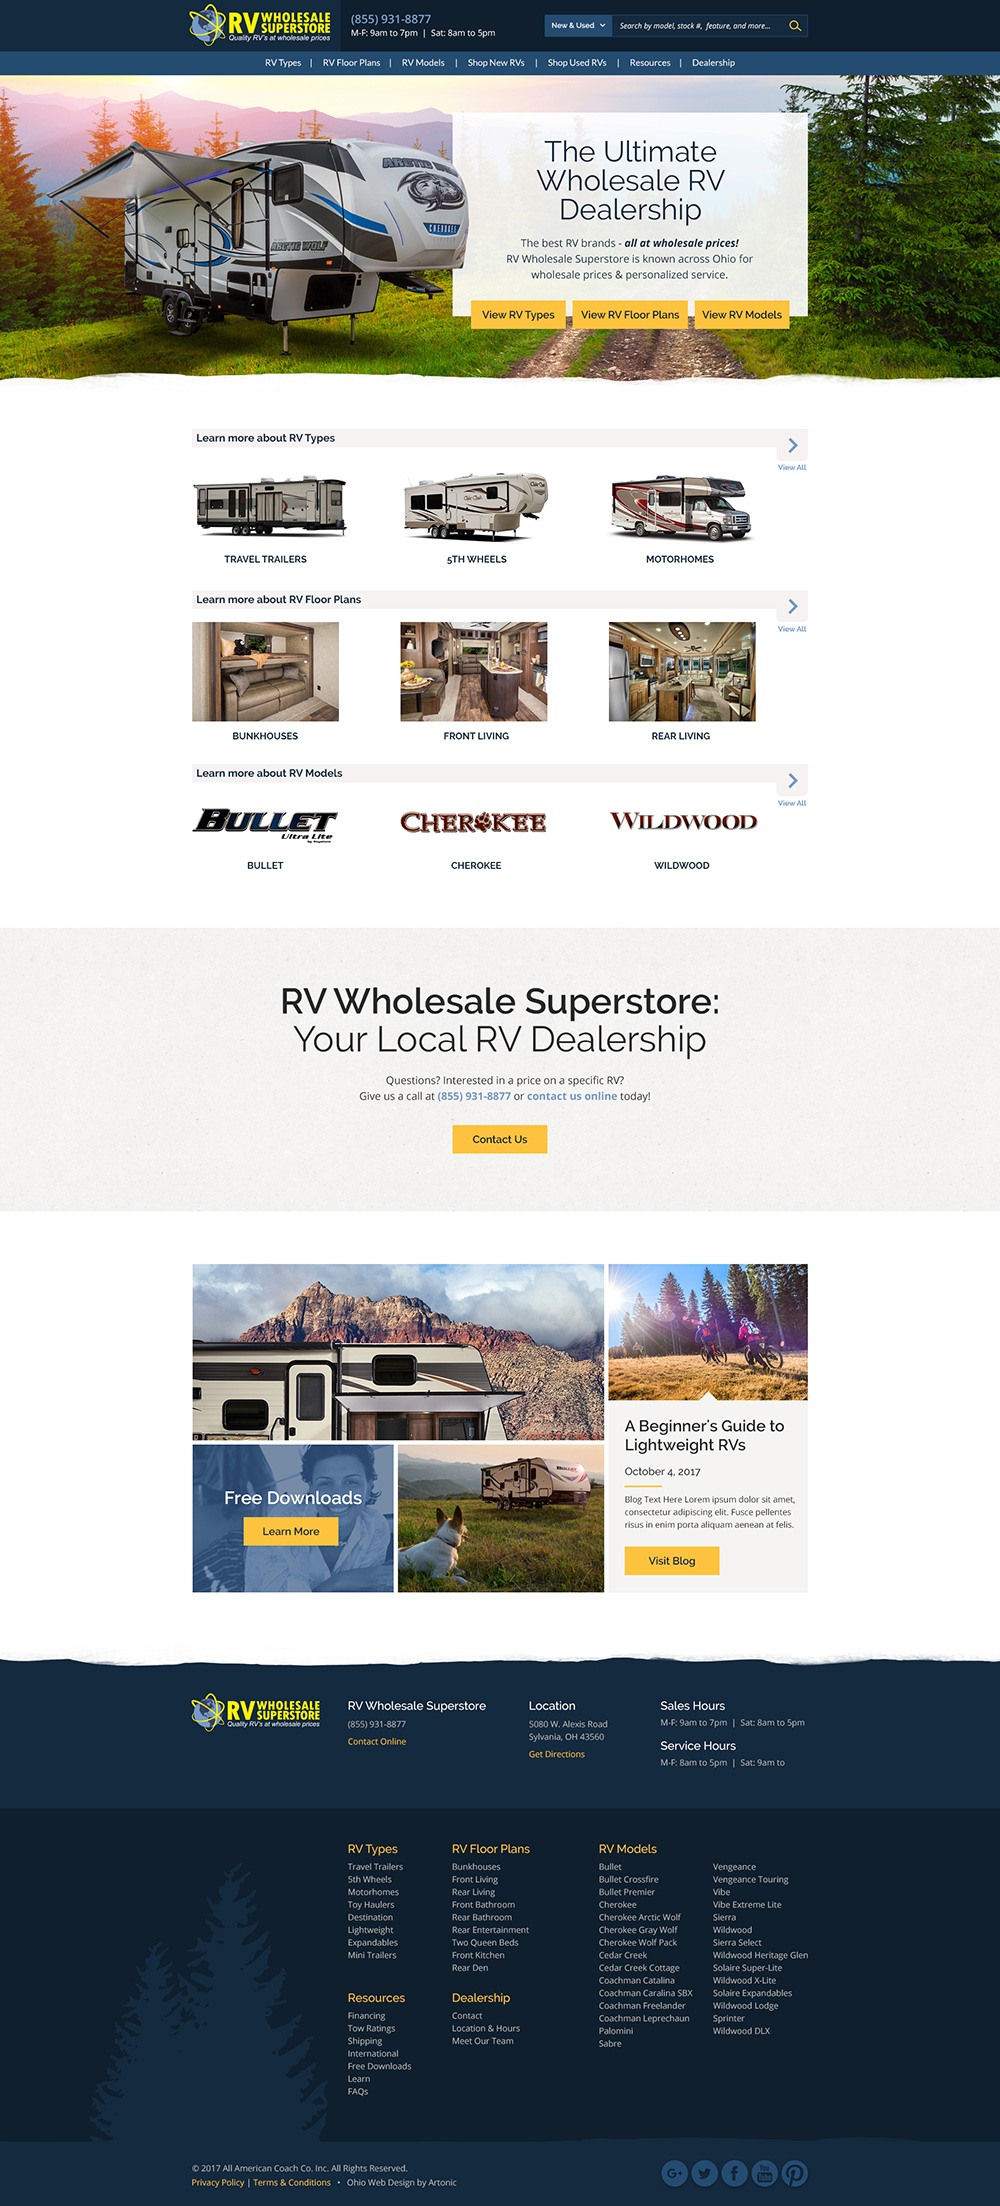 RV WHOLESALE SUPERSTORE
Quality RV's at wholesale prices
(855) 931-8877
M-F: 9am to 7pm | Sat: 8am to 5pm
New & Used
Search by model, stock #, feature, and more...
RV Types | RV Floor Plans | RV Models | Shop New RVs | Shop Used RVs | Resources | Dealership
ARCTIC
CHEROKEE
ARCTIC WOLF
The Ultimate
Wholesale RV
Dealership
The best RV brands - all at wholesale prices!
RV Wholesale Superstore is known across Ohio for
wholesale prices & personalized service.
View RV Types
View RV Floor Plans
View RV Models
Learn more about RV Types
View All
TRAVEL TRAILERS
5TH WHEELS
MOTORHOMES
Learn more about RV Floor Plans
View All
BUNKHOUSES
FRONT LIVING
REAR LIVING
Learn more about RV Models
View All
BULLET
Ultra Lite
by Keystone
CHEROKEE
WILDWOOD
BULLET
CHEROKEE
WILDWOOD
RV Wholesale Superstore:
Your Local RV Dealership
Questions? Interested in a price on a specific RV?
Give us a call at (855) 931-8877 or contact us online today!
Contact Us
Free Downloads
Learn More
BULLET
A Beginner's Guide to
Lightweight RVs
October 4, 2017
Blog Text Here Lorem ipsum dolor sit amet,
consectetur adipiscing elit. Fusce pellentes
risus in enim porta aliquam aenean at felis.
Visit Blog
RV WHOLESALE SUPERSTORE
Quality RV's at wholesale prices
RV Wholesale Superstore
(855) 931-8877
Contact Online
Location
5080 W. Alexis Road
Sylvania, OH 43560
Get Directions
Sales Hours
M-F: 9am to 7pm | Sat: 8am to 5pm
Service Hours
M-F: 8am to 5pm | Sat: 9am to
RV Types
Travel Trailers
5th Wheels
Motorhomes
Toy Haulers
Destination
Lightweight
Expandables
Mini Trailers
RV Floor Plans
Bunkhouses
Front Living
Rear Living
Front Bathroom
Rear Bathroom
Rear Entertainment
Two Queen Beds
Front Kitchen
Rear Den
RV Models
Bullet
Bullet Crossfire
Bullet Premier
Cherokee
Cherokee Arctic Wolf
Cherokee Gray Wolf
Cherokee Wolf Pack
Cedar Creek
Cedar Creek Cottage
Coachman Catalina
Coachman Caralina SBX
Coachman Freelander
Coachman Leprechaun
Palomini
Sabre
Vengeance
Vengeance Touring
Vibe
Vibe Extreme Lite
Sierra
Wildwood
Sierra Select
Wildwood Heritage Glen
Solaire Super-Lite
Wildwood X-Lite
Solaire Expandables
Wildwood Lodge
Sprinter
Wildwood DLX
Resources
Financing
Tow Ratings
Shipping
International
Free Downloads
Learn
FAQs
Dealership
Contact
Location & Hours
Meet Our Team
© 2017 All American Coach Co. Inc. All Rights Reserved.
Privacy Policy | Terms & Conditions • Ohio Web Design by Artonic
G+
You Tube